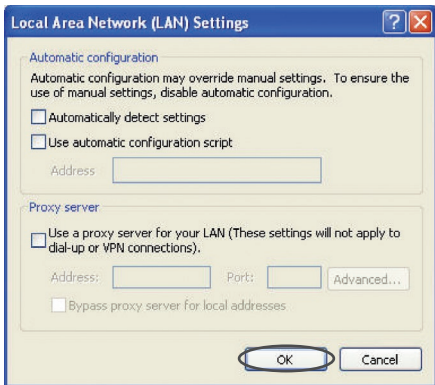 Local Area Network (LAN) Settings
Automatic configuration
Automatic configuration may override manual settings. To ensure the
use of manual settings, disable automatic configuration.
Automatically detect settings
Use automatic configuration script
Address
Proxy server
Use a proxy server for your LAN (These settings will not apply to
dial-up or VPN connections).
Address:
Port:
Advanced...
Bypass proxy server for local addresses
OK
Cancel